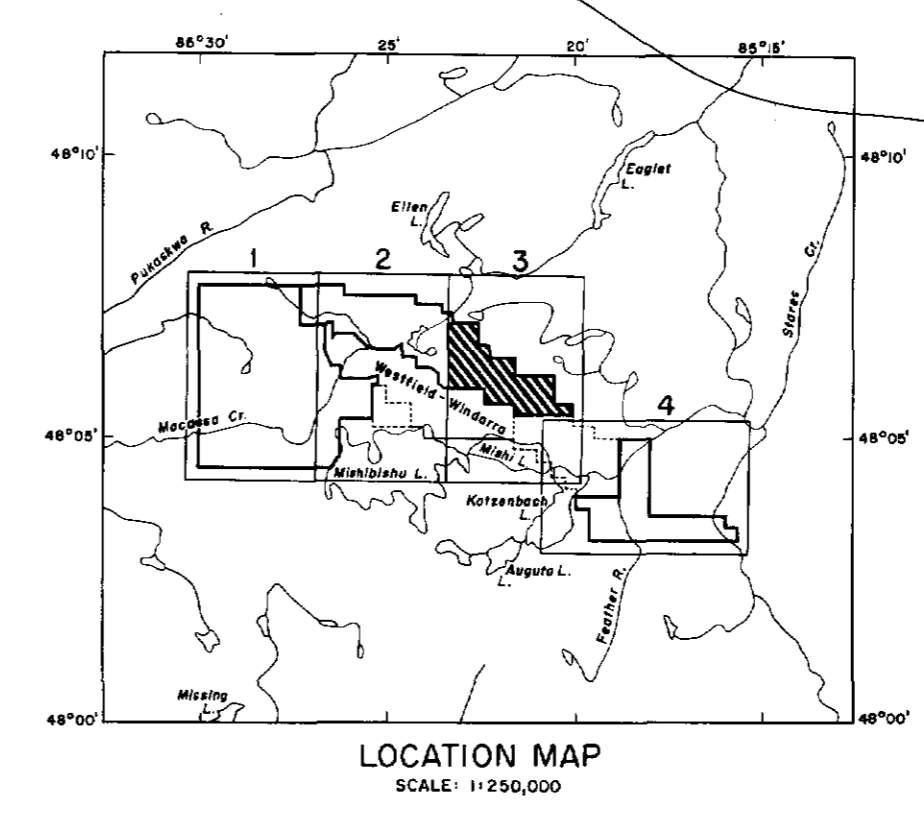 86°30' 25' 20' 85°15'
48°10' 48°10'
Eaglet
L.
Ellen
L.
Pukaskwa R.
Stares Cr.
1 2 3
Westfield - Windarra
4
Macassa Cr.
48°05' 48°05'
Mishi L.
Mishibishu L.
Katzenbach
L.
Auguta L.
L.
Feather R.
Missing
L.
48°00' 48°00'
LOCATION MAP
SCALE: 1:250,000